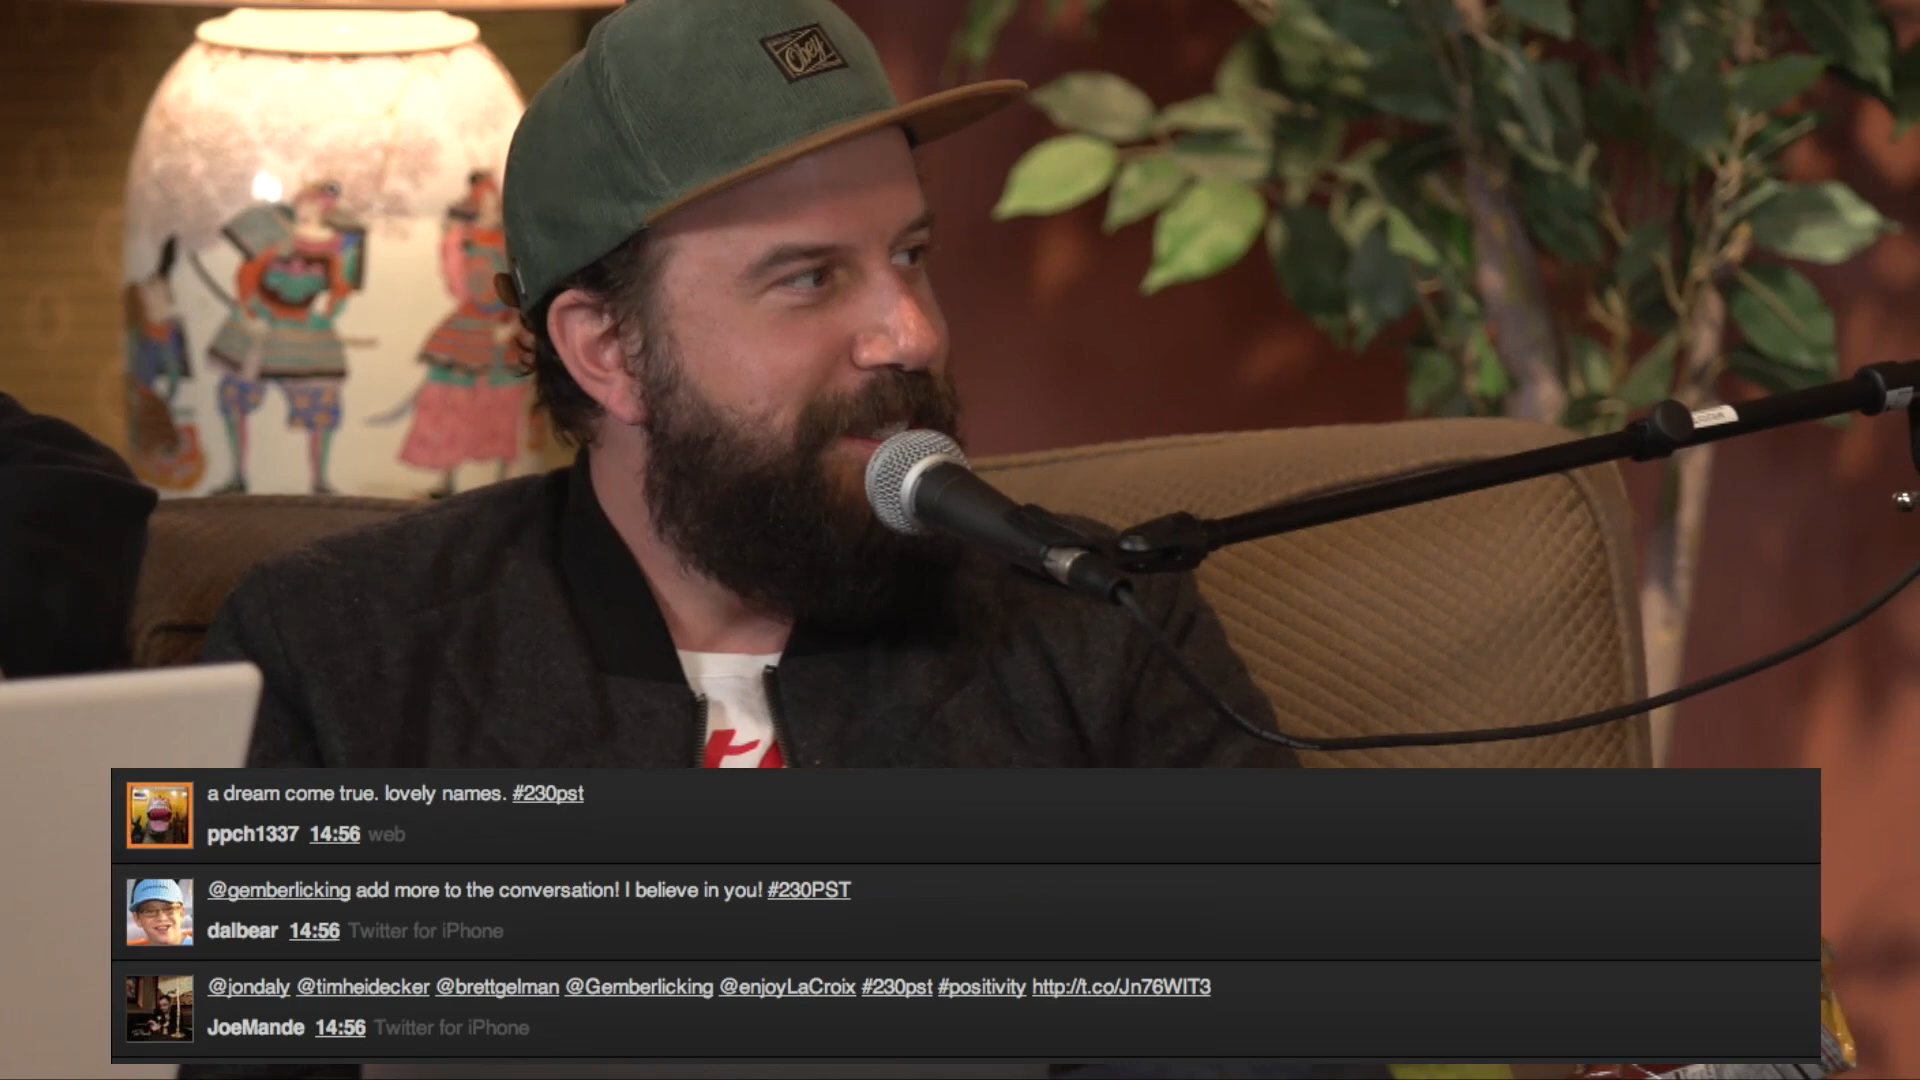 Obey
a dream come true. lovely names. #230pst
ppch1337 14:56 web
@gemberlicking add more to the conversation! I believe in you! #230PST
dalbear 14:56 Twitter for iPhone
@jondaly @timheidecker @brettgelman @Gemberlicking @enjoyLaCroix #230pst #positivity http://t.co/Jn76WIT3
JoeMande 14:56 Twitter for iPhone